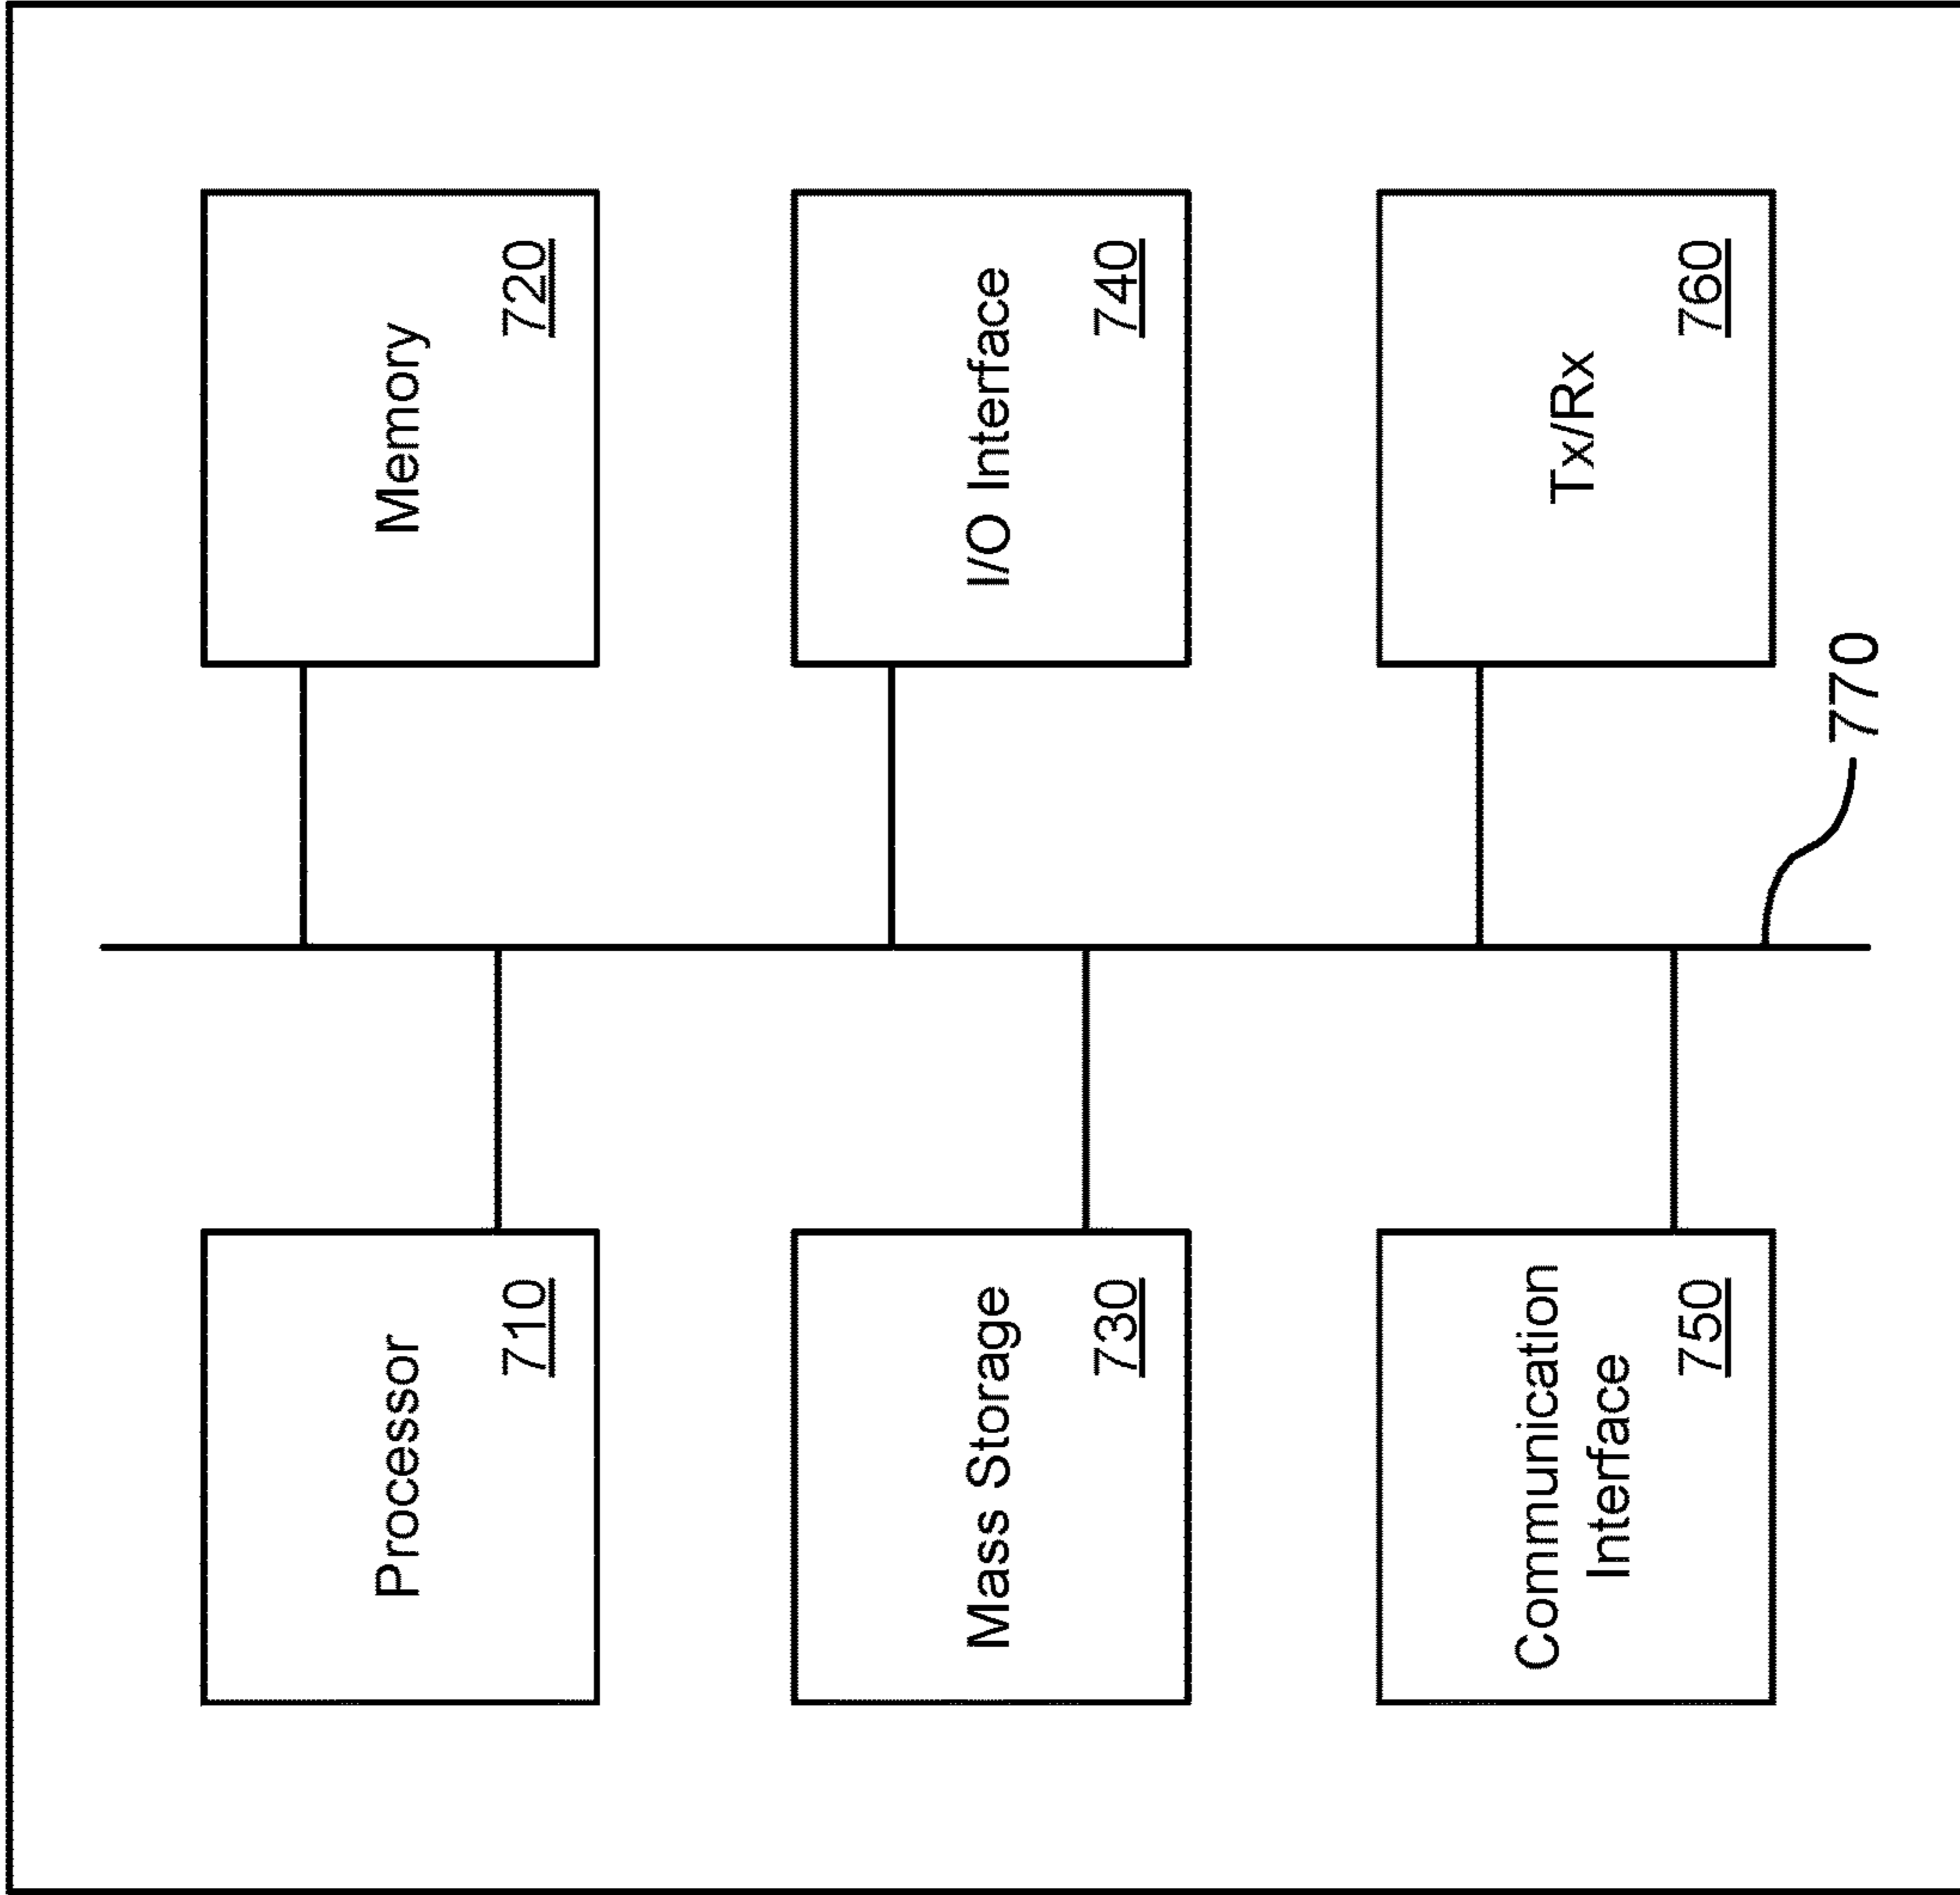 Processor
710
Memory
720
Mass Storage
730
I/O Interface
740
Communication
Interface
750
Tx/Rx
760
770